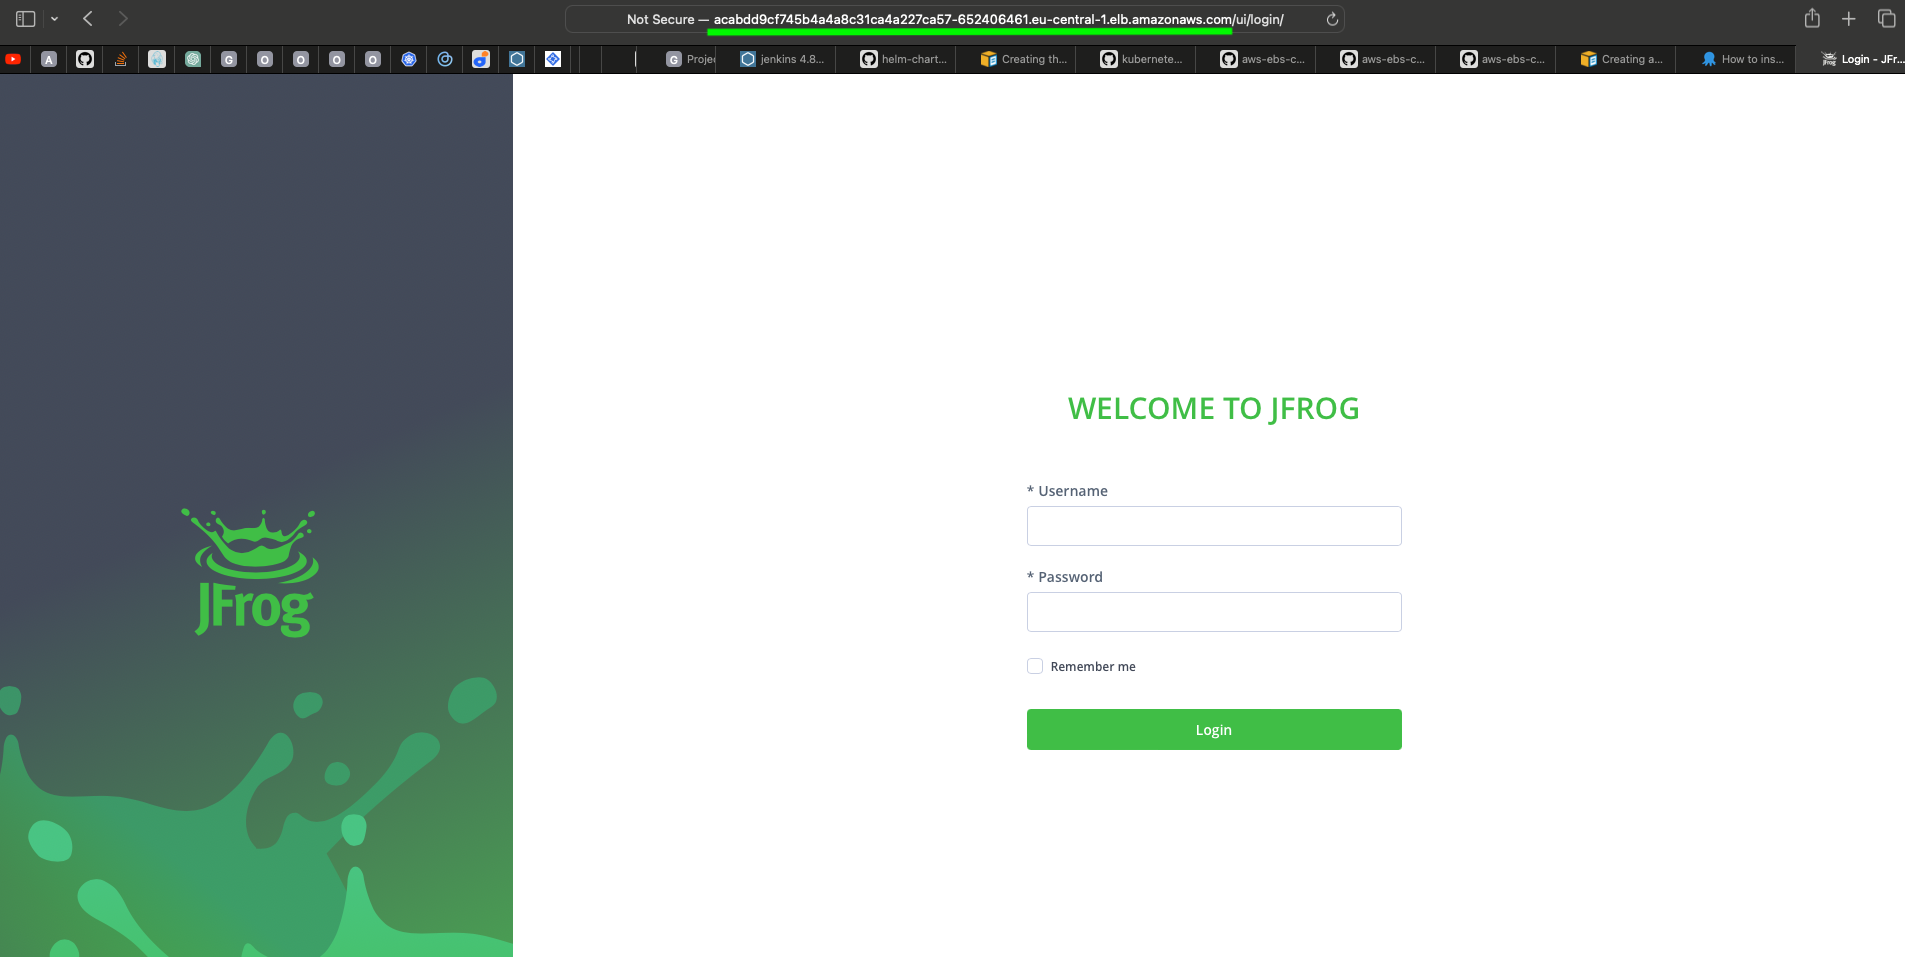 Not Secure — acabdd9cf745b4a4a8c31ca4a227ca57-652406461.eu-central-1.elb.amazonaws.com/ui/login/
A G O O O O G Projec jenkins 4.8... helm-chart... Creating th... kubernete... aws-ebs-c... aws-ebs-c... aws-ebs-c... Creating a... How to ins... Login - JFr...
WELCOME TO JFROG
* Username
JFrog
* Password
Remember me
Login